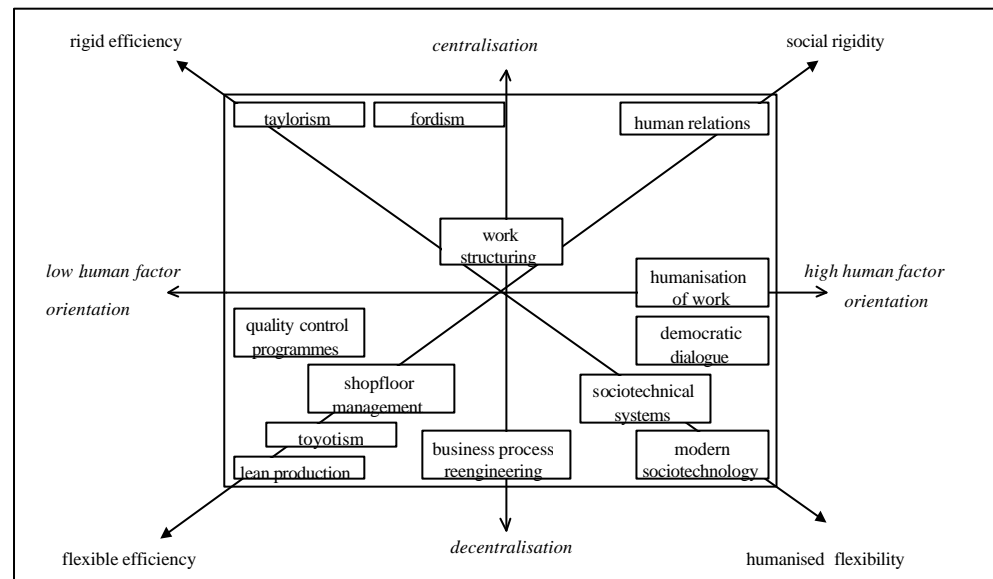 rigid efficiency
centralisation
social rigidity
taylorism
fordism
human relations
work
structuring
low human factor
orientation
humanisation
of work
high human factor
orientation
quality control
programmes
democratic
dialogue
shopfloor
management
sociotechnical
systems
toyotism
business process
reengineering
modern
sociotechnology
lean production
flexible efficiency
decentralisation
humanised flexibility